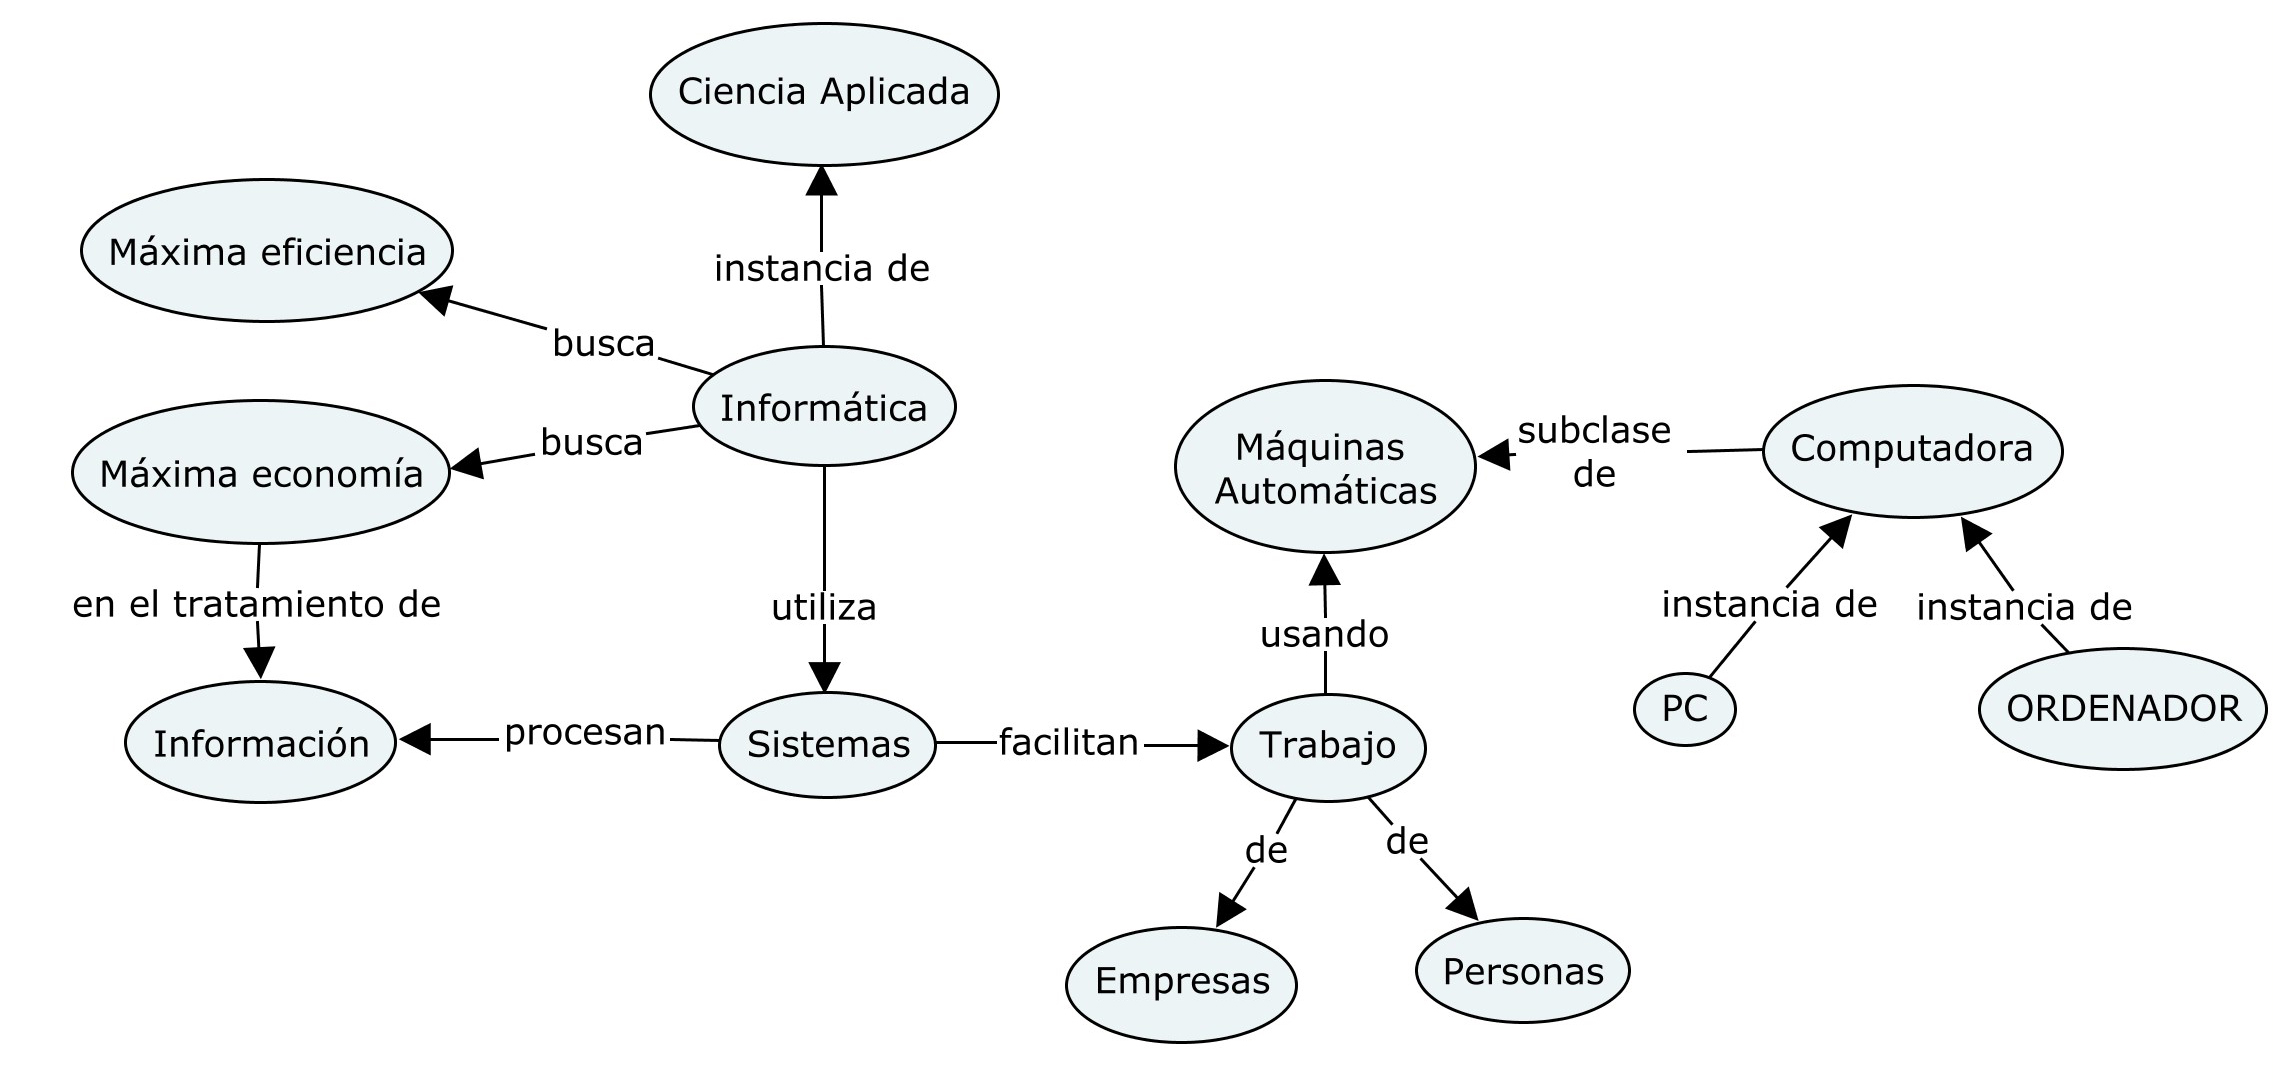 Ciencia Aplicada
Máxima eficiencia
instancia de
busca
Informática
busca
Máxima economía
Máquinas
Automáticas
subclase
de
Computadora
en el tratamiento de
utiliza
usando
instancia de
instancia de
PC
ORDENADOR
Información
procesan
Sistemas
facilitan
Trabajo
de
de
Empresas
Personas